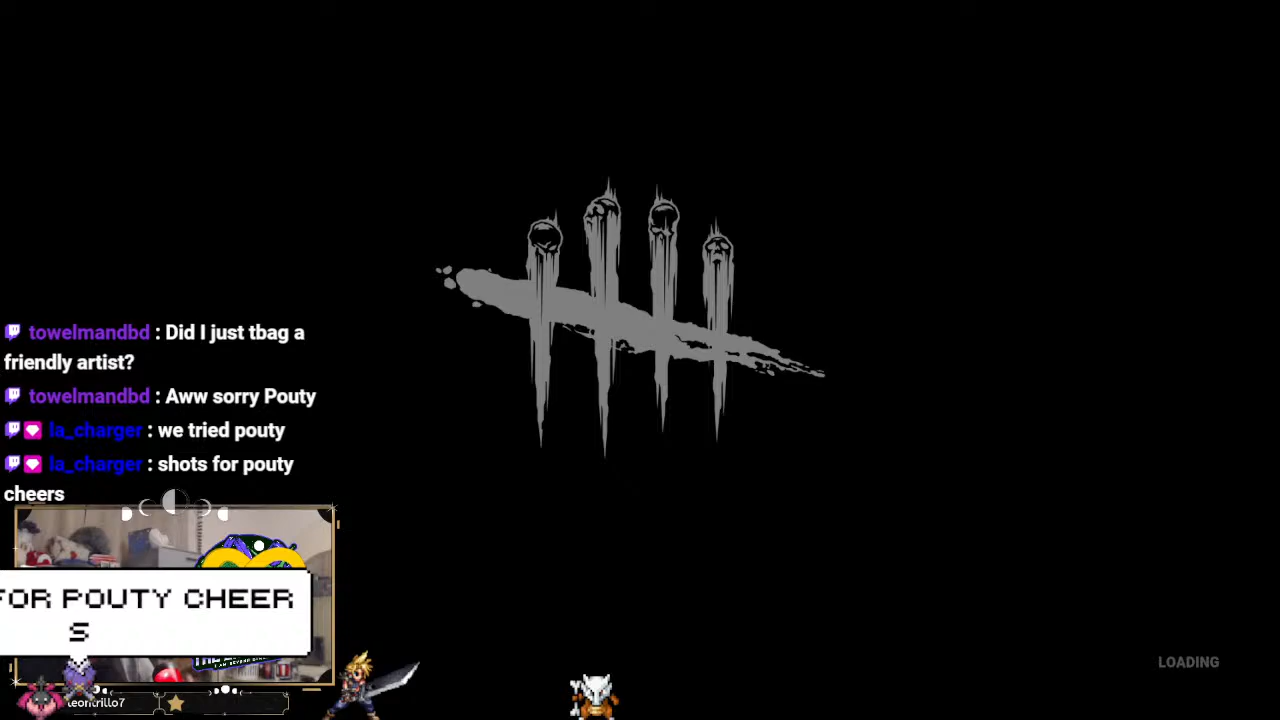 towelmandbd : Did I just tbag a
friendly artist?
towelmandbd : Aww sorry Pouty
la_charger : we tried pouty
la_charger : shots for pouty
cheers
FOR POUTY CHEER
S
leontrillo7
LOADING